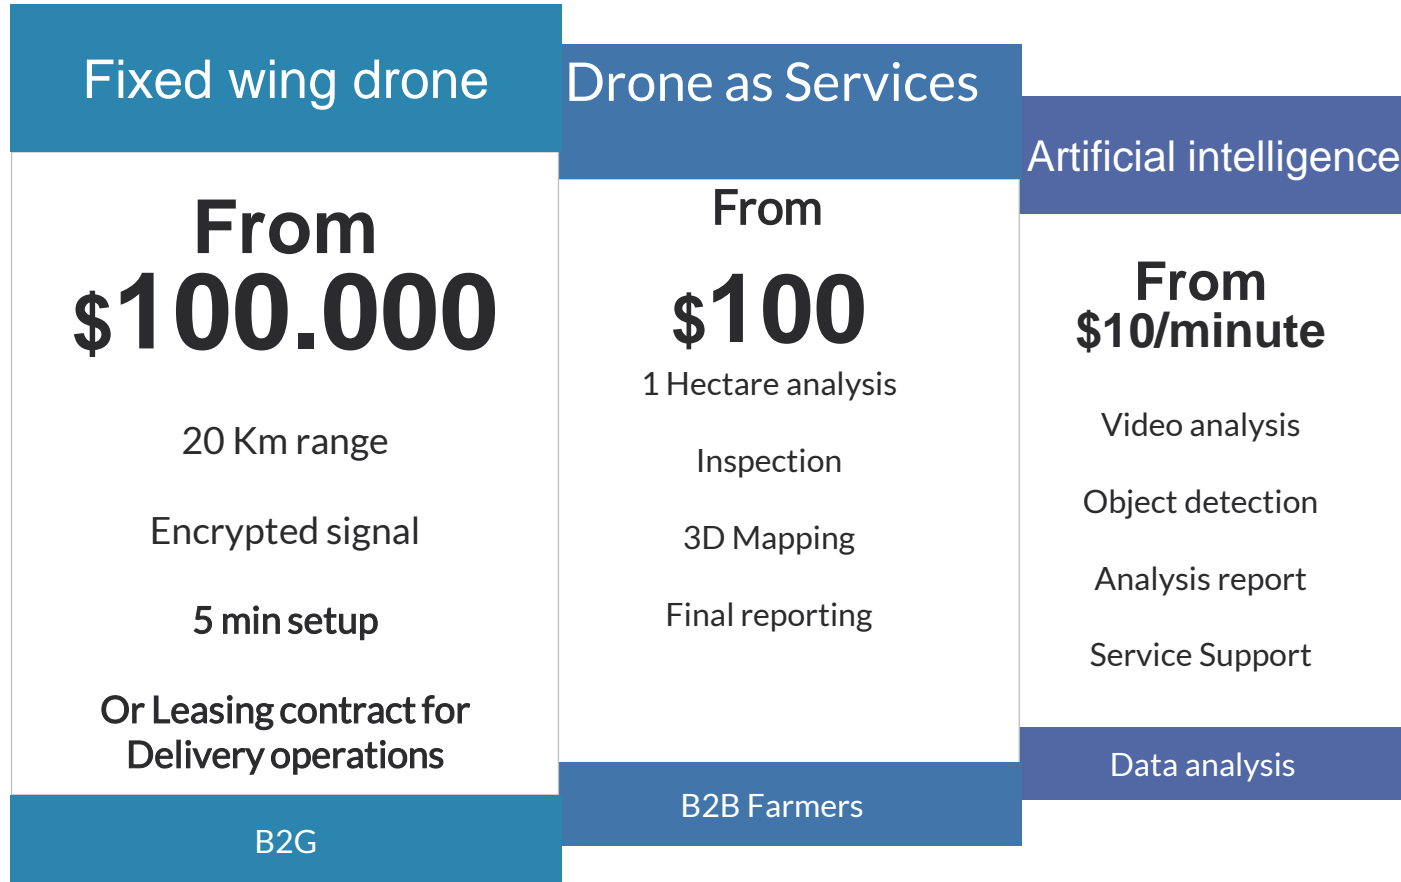 Fixed wing drone
From
$100.000
20 Km range
Encrypted signal
5 min setup
Or Leasing contract for
Delivery operations
B2G
Drone as Services
From
$100
1 Hectare analysis
Inspection
3D Mapping
Final reporting
B2B Farmers
Artificial intelligence
From
$10/minute
Video analysis
Object detection
Analysis report
Service Support
Data analysis